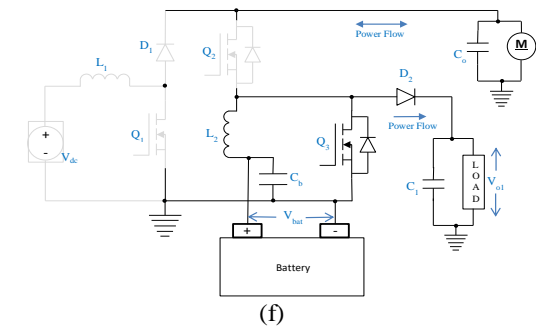 Power Flow
D1
Q2
Co
M
L1
D2
Power Flow
Q1
L2
Q3
+
-
Vdc
Cb
C1
LOAD
Vo1
Vbat
+
-
Battery
(f)